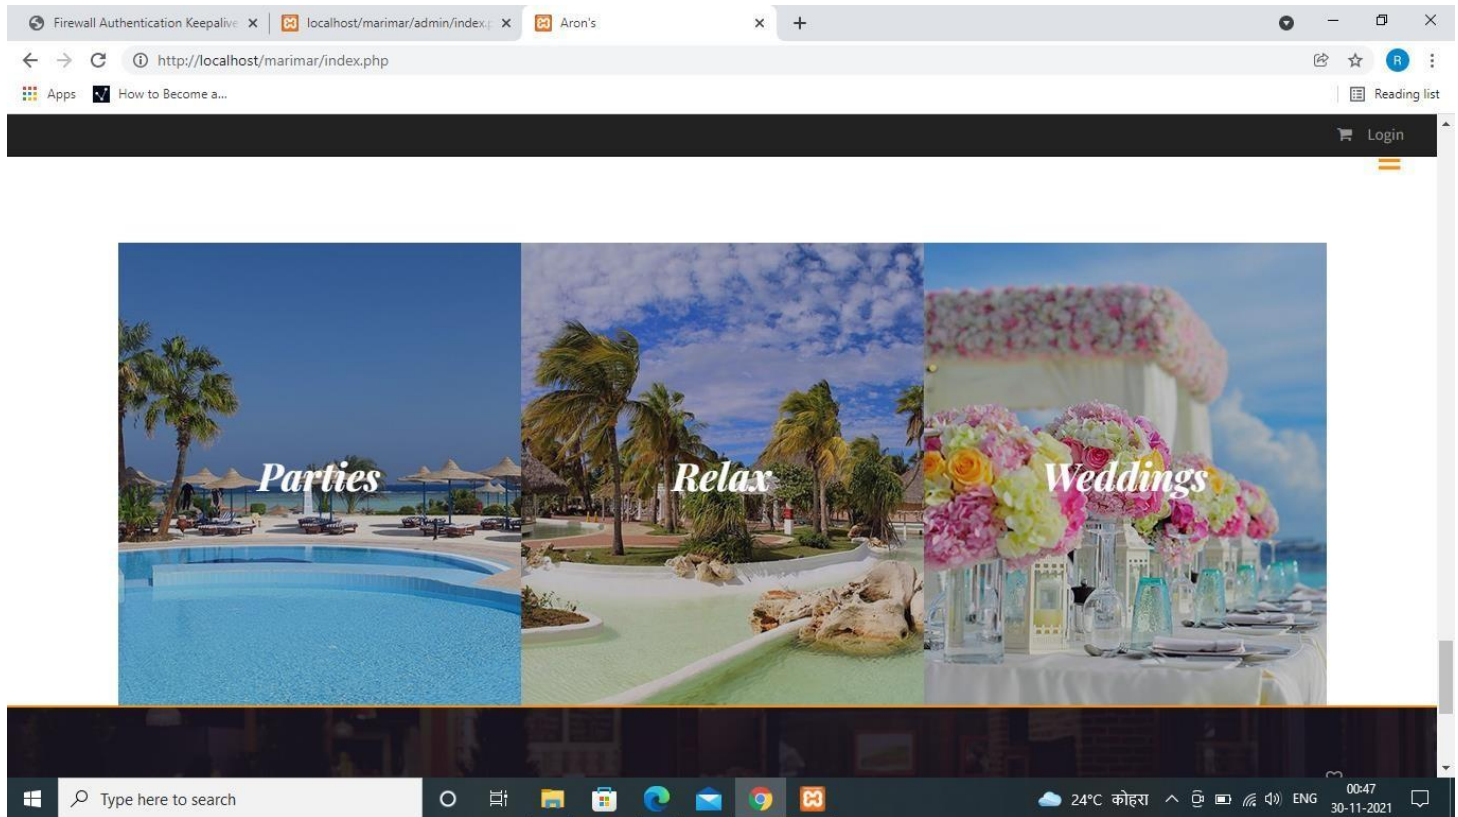 Firewall Authentication Keepalive
localhost/marimar/admin/index.p
Aron's
http://localhost/marimar/index.php
R
Apps
How to Become a...
Reading list
Login
Parties
Relax
Weddings
Type here to search
24°C कोहरा
ENG
00:47
30-11-2021